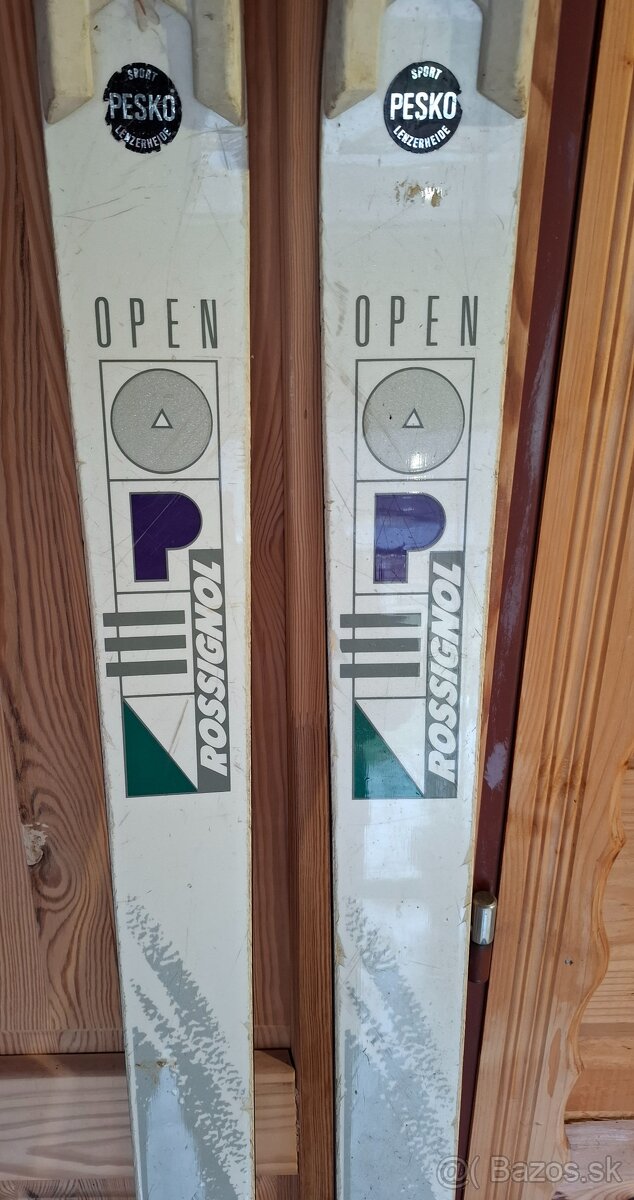 SPORT
PESKO
LENZERHEIDE
SPORT
PESKO
LENZERHEIDE
OPEN
OPEN
ROSSIGNOL
ROSSIGNOL
@( Bazos.sk